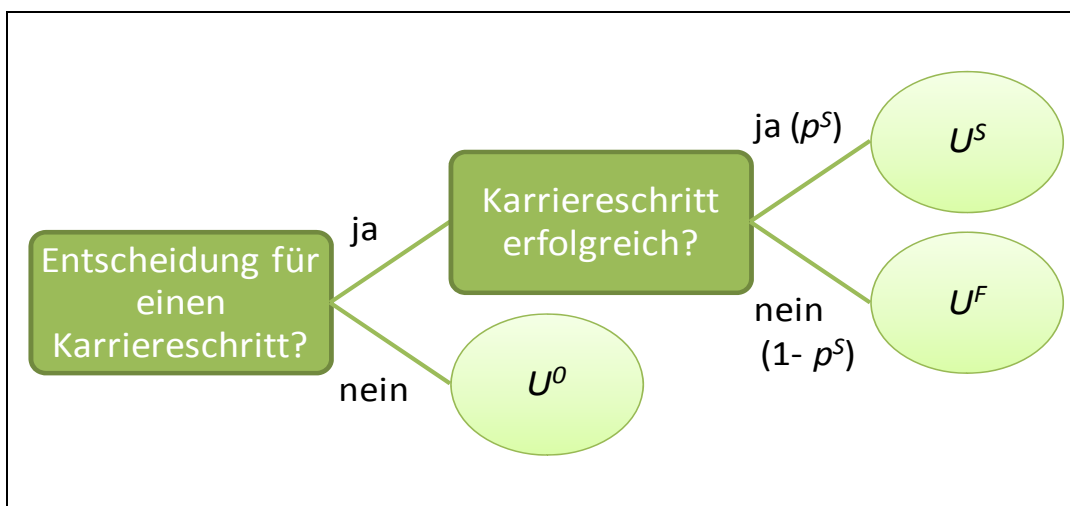 Entscheidung für
einen
Karriereschritt?
ja
nein
Karriereschritt
erfolgreich?
U⁰
ja (pˢ)
nein
(1- pˢ)
Uˢ
Uᶠ